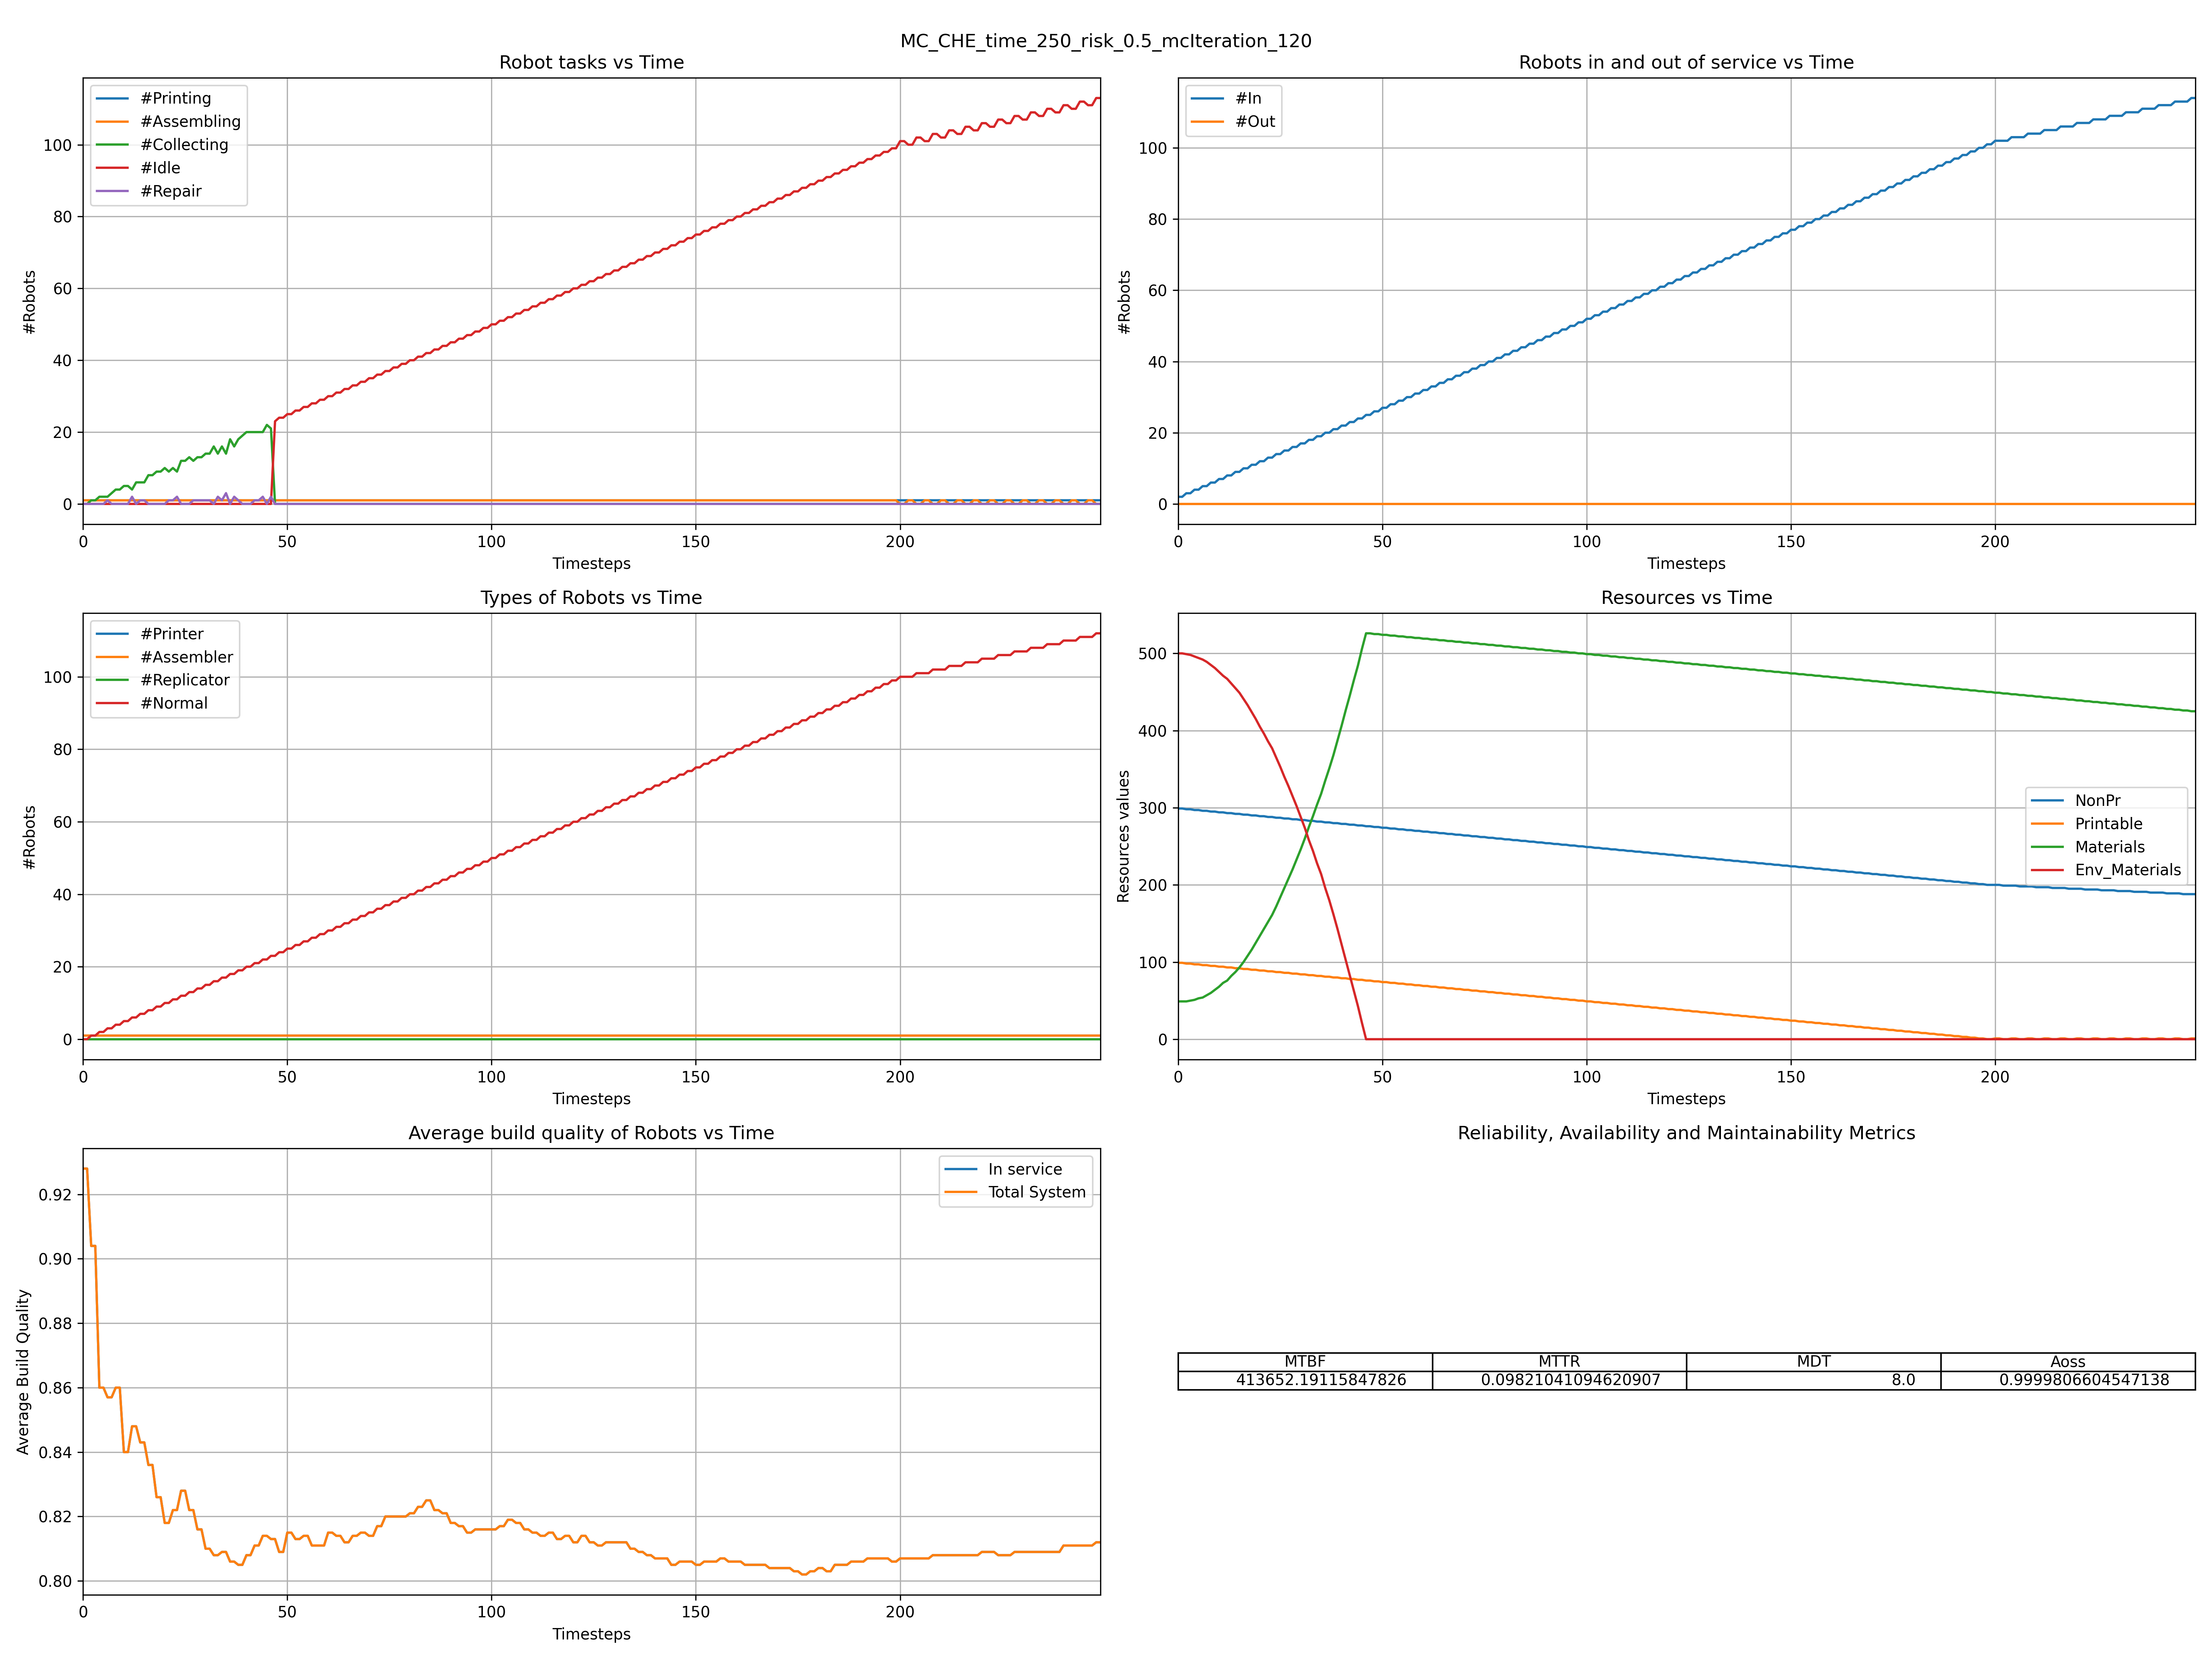 MC_CHE_time_250_risk_0.5_mcIteration_120
Robot tasks vs Time
#Printing
#Assembling
#Collecting
#Idle
#Repair
#Robots
100
80
60
40
20
0
0 50 100 150 200
Timesteps
Robots in and out of service vs Time
#In
#Out
#Robots
100
80
60
40
20
0
0 50 100 150 200
Timesteps
Types of Robots vs Time
#Printer
#Assembler
#Replicator
#Normal
#Robots
100
80
60
40
20
0
0 50 100 150 200
Timesteps
Resources vs Time
NonPr
Printable
Materials
Env_Materials
Resources values
500
400
300
200
100
0
0 50 100 150 200
Timesteps
Average build quality of Robots vs Time
In service
Total System
Average Build Quality
0.92
0.90
0.88
0.86
0.84
0.82
0.80
0 50 100 150 200
Timesteps
Reliability, Availability and Maintainability Metrics
MTBF MTTR MDT Aoss
413652.19115847826 0.09821041094620907 8.0 0.9999806604547138